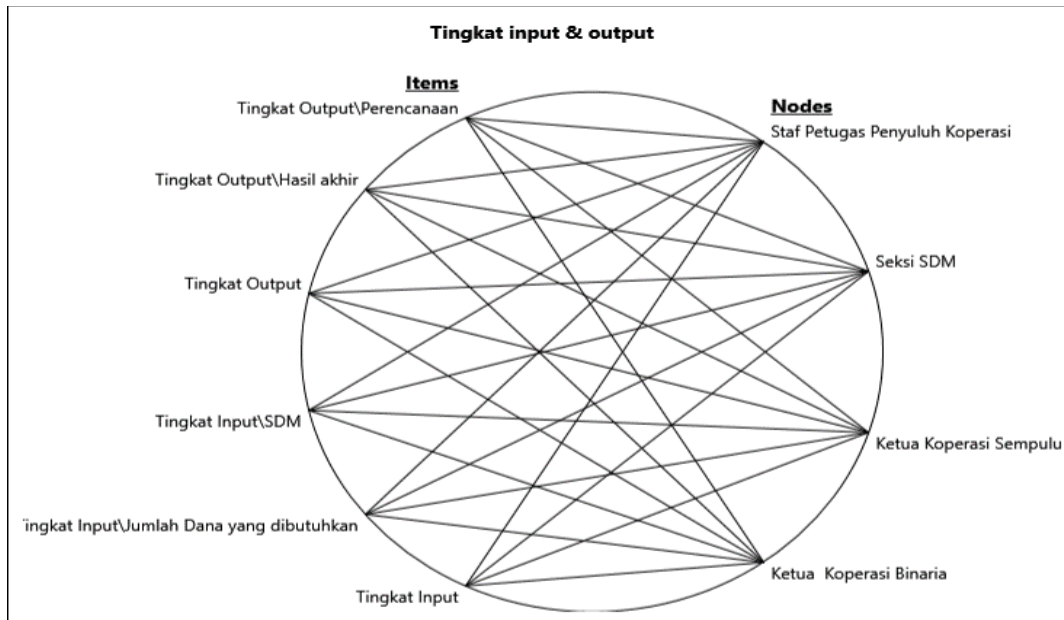 Tingkat input & output
Items
Tingkat Output\Perencanaan
Tingkat Output\Hasil akhir
Tingkat Output
Tingkat Input\SDM
ingkat Input\Jumlah Dana yang dibutuhkan
Tingkat Input
Nodes
Staf Petugas Penyuluh Koperasi
Seksi SDM
Ketua Koperasi Sempulu
Ketua Koperasi Binaria